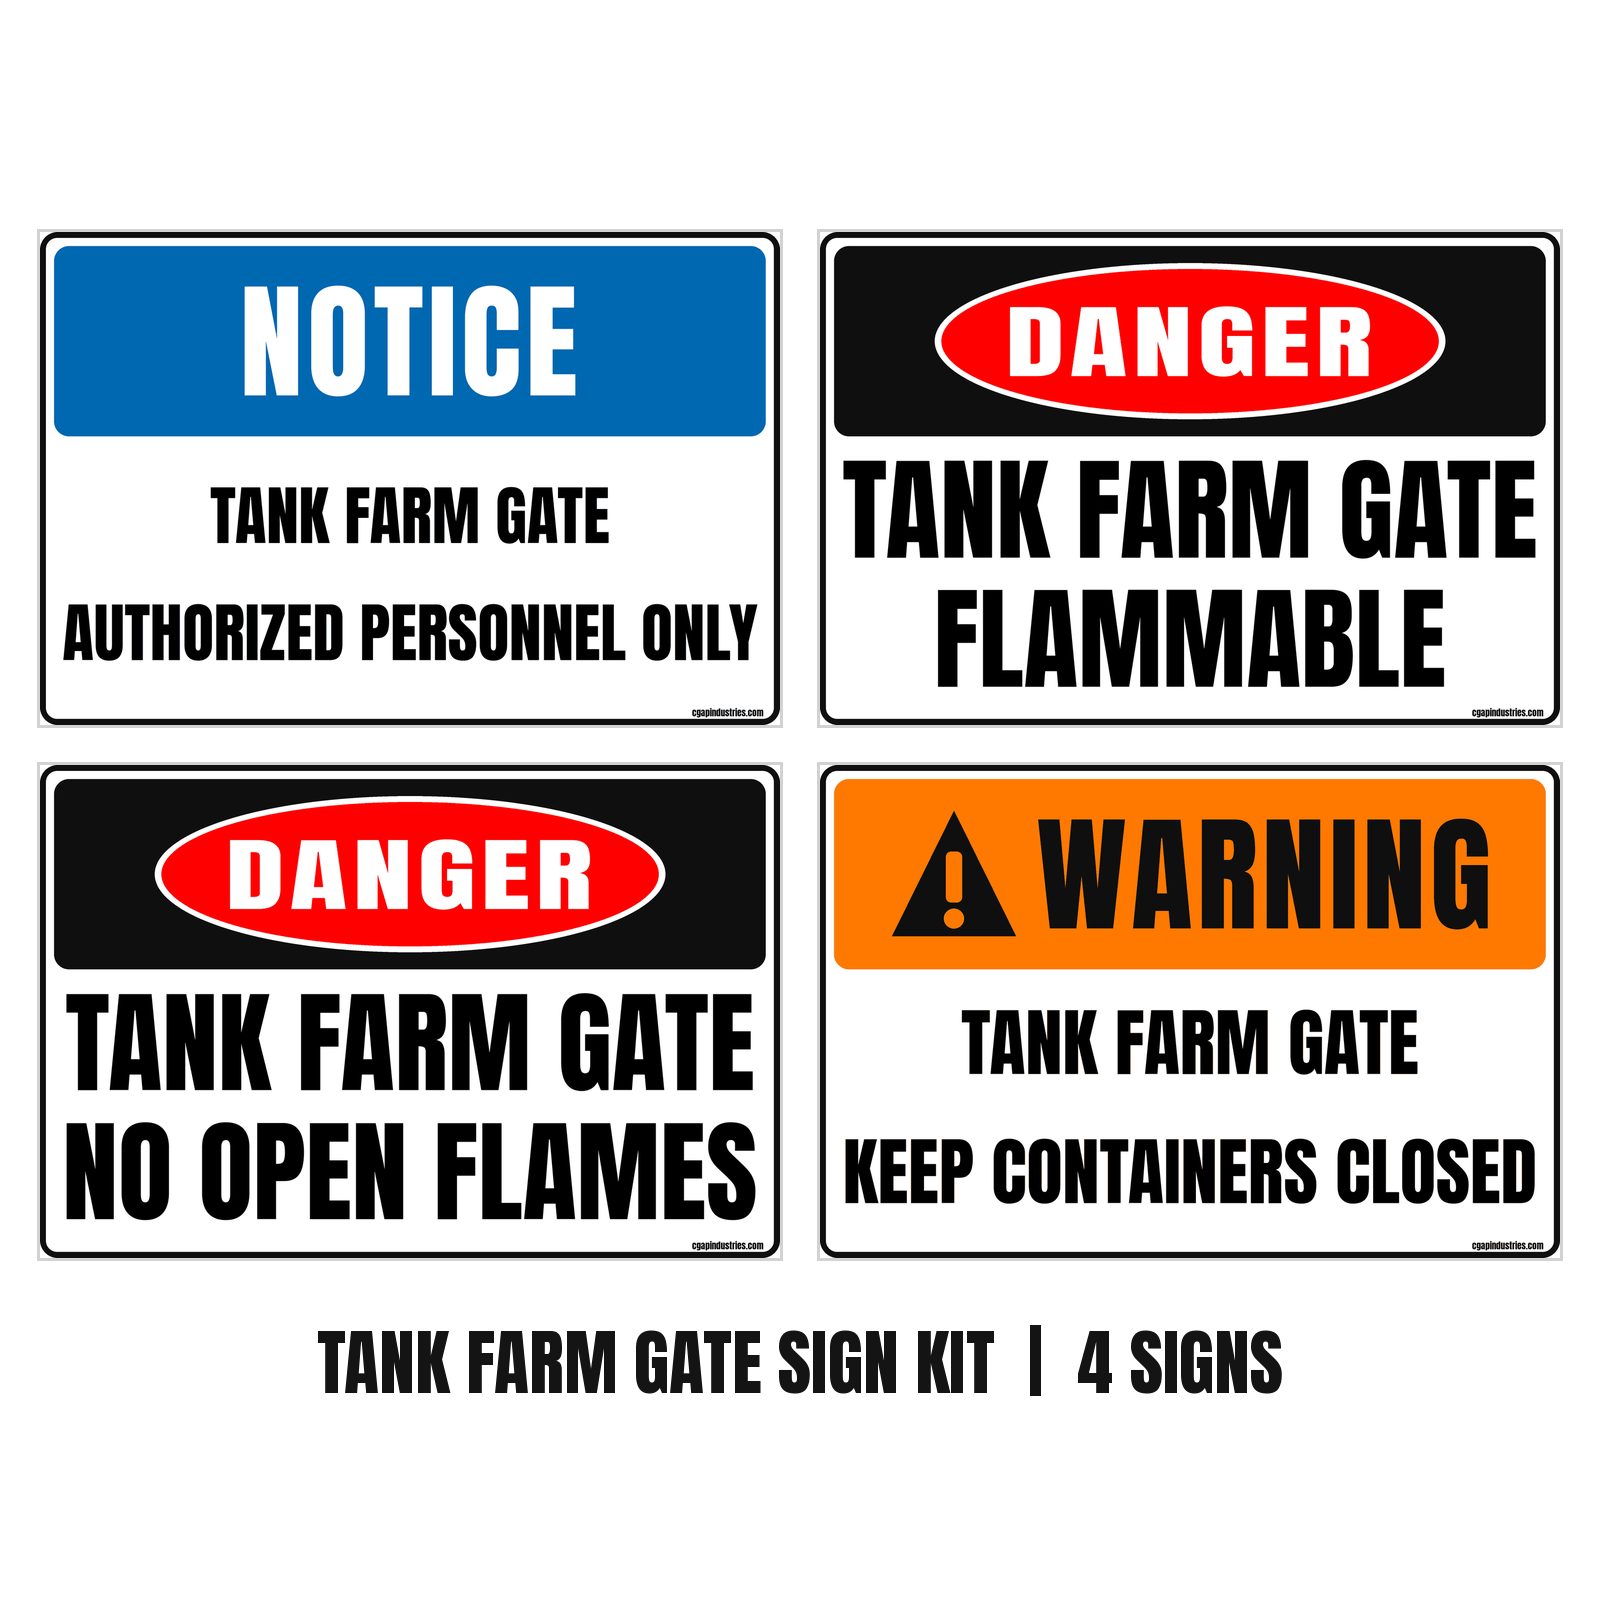 NOTICE
TANK FARM GATE
AUTHORIZED PERSONNEL ONLY
cgapindustries.com
DANGER
TANK FARM GATE
FLAMMABLE
cgapindustries.com
DANGER
TANK FARM GATE
NO OPEN FLAMES
cgapindustries.com
WARNING
TANK FARM GATE
KEEP CONTAINERS CLOSED
cgapindustries.com
TANK FARM GATE SIGN KIT | 4 SIGNS